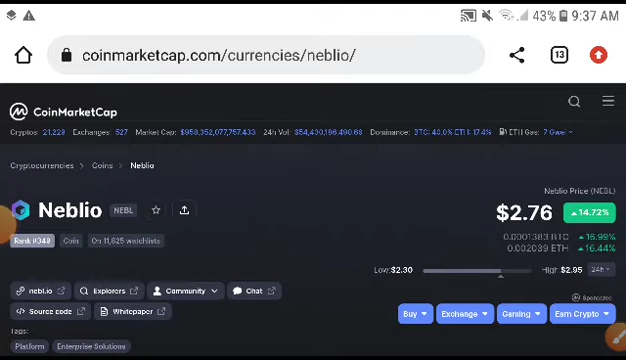 43% 9:37 AM
coinmarketcap.com/currencies/neblio/ 13
CoinMarketCap
Cryptos: 21,229 Exchanges: 527 Market Cap: $958,352,077,757.433 24h Vol: $54,430,186,490.68 Dominance: BTC: 40.0% ETH: 17.4% ETH Gas: 7 Gwei
Cryptocurrencies Coins Neblio
Neblio Price (NEBL)
Neblio NEBL $2.76 14.72%
0.0001383 BTC 16.99%
Rank #349 Coin On 11,625 watchlists
0.002039 ETH 16.44%
Low: $2.30 High: $2.95 24h
nebl.io Explorers Community Chat
Sponsored
Source code Whitepaper
Buy Exchange Gaming Earn Crypto
Tags:
Platform Enterprise Solutions